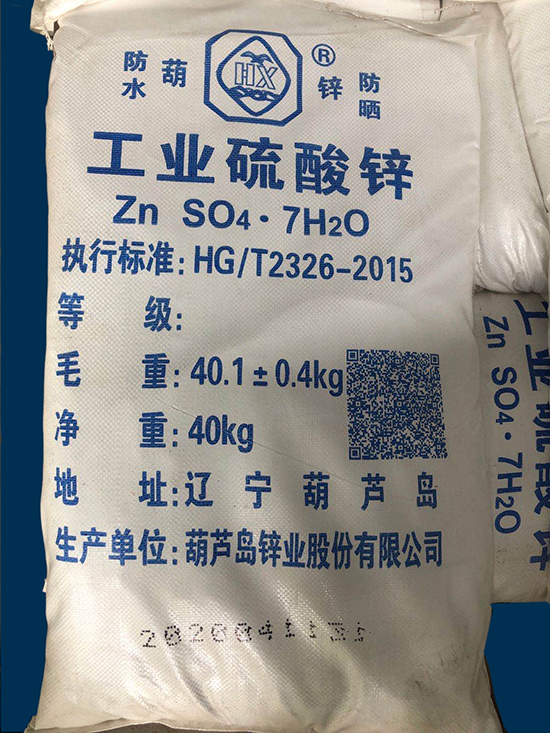 防水 葫 HX ® 锌 防晒
工业硫酸锌
Zn SO4·7H2O
执行标准:HG/T2326-2015
等 级:
毛 重:40.1±0.4kg
净 重:40kg
地 址:辽宁葫芦岛
生产单位:葫芦岛锌业股份有限公司
工业硫酸锌
Zn SO4·7H2O